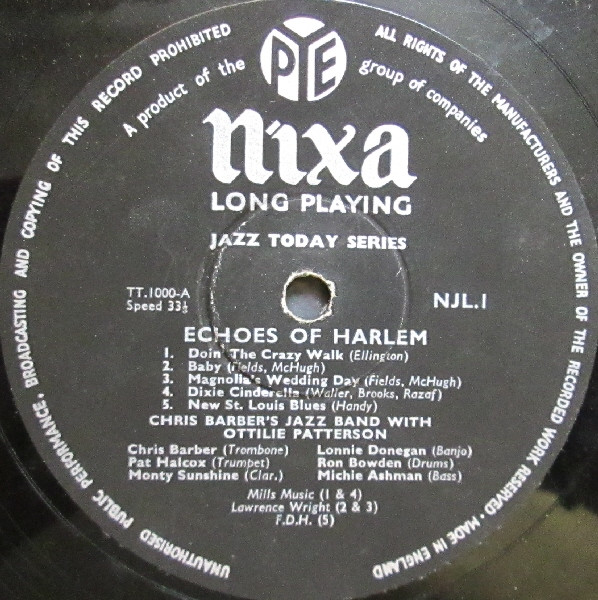 UNAUTHORISED PUBLIC PERFORMANCE, BROADCASTING AND COPYING OF THIS RECORD PROHIBITED
ALL RIGHTS OF THE MANUFACTURERS AND THE OWNER OF THE RECORDED WORK RESERVED · MADE IN ENGLAND
A product of the PYE group of companies
Nixa
LONG PLAYING
JAZZ TODAY SERIES
TT.1000-A
Speed 33⅓
NJL.1
ECHOES OF HARLEM
1. Doin' The Crazy Walk (Ellington)
2. Baby (Fields, McHugh)
3. Magnolia's Wedding Day (Fields, McHugh)
4. Dixie Cinderella (Waller, Brooks, Razaf)
5. New St. Louis Blues (Handy)
CHRIS BARBER'S JAZZ BAND WITH
OTTILIE PATTERSON
Chris Barber (Trombone) Lonnie Donegan (Banjo)
Pat Halcox (Trumpet) Ron Bowden (Drums)
Monty Sunshine (Clar.) Michie Ashman (Bass)
Mills Music (1 & 4)
Lawrence Wright (2 & 3)
F.D.H. (5)